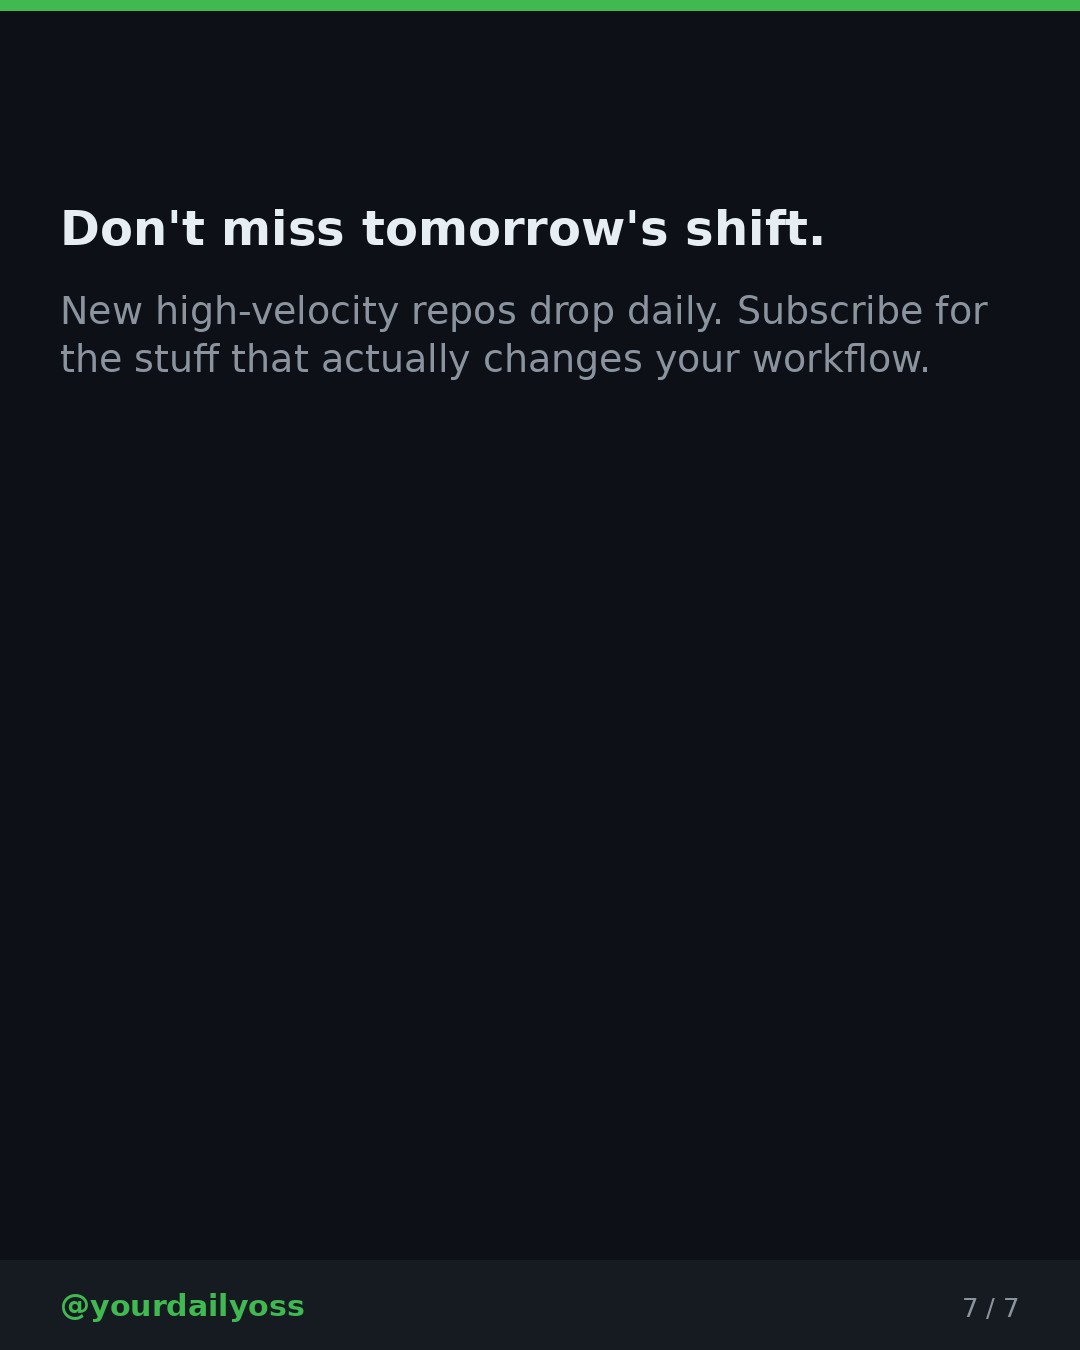 Don't miss tomorrow's shift.
New high-velocity repos drop daily. Subscribe for
the stuff that actually changes your workflow.
@yourdailyoss
7 / 7